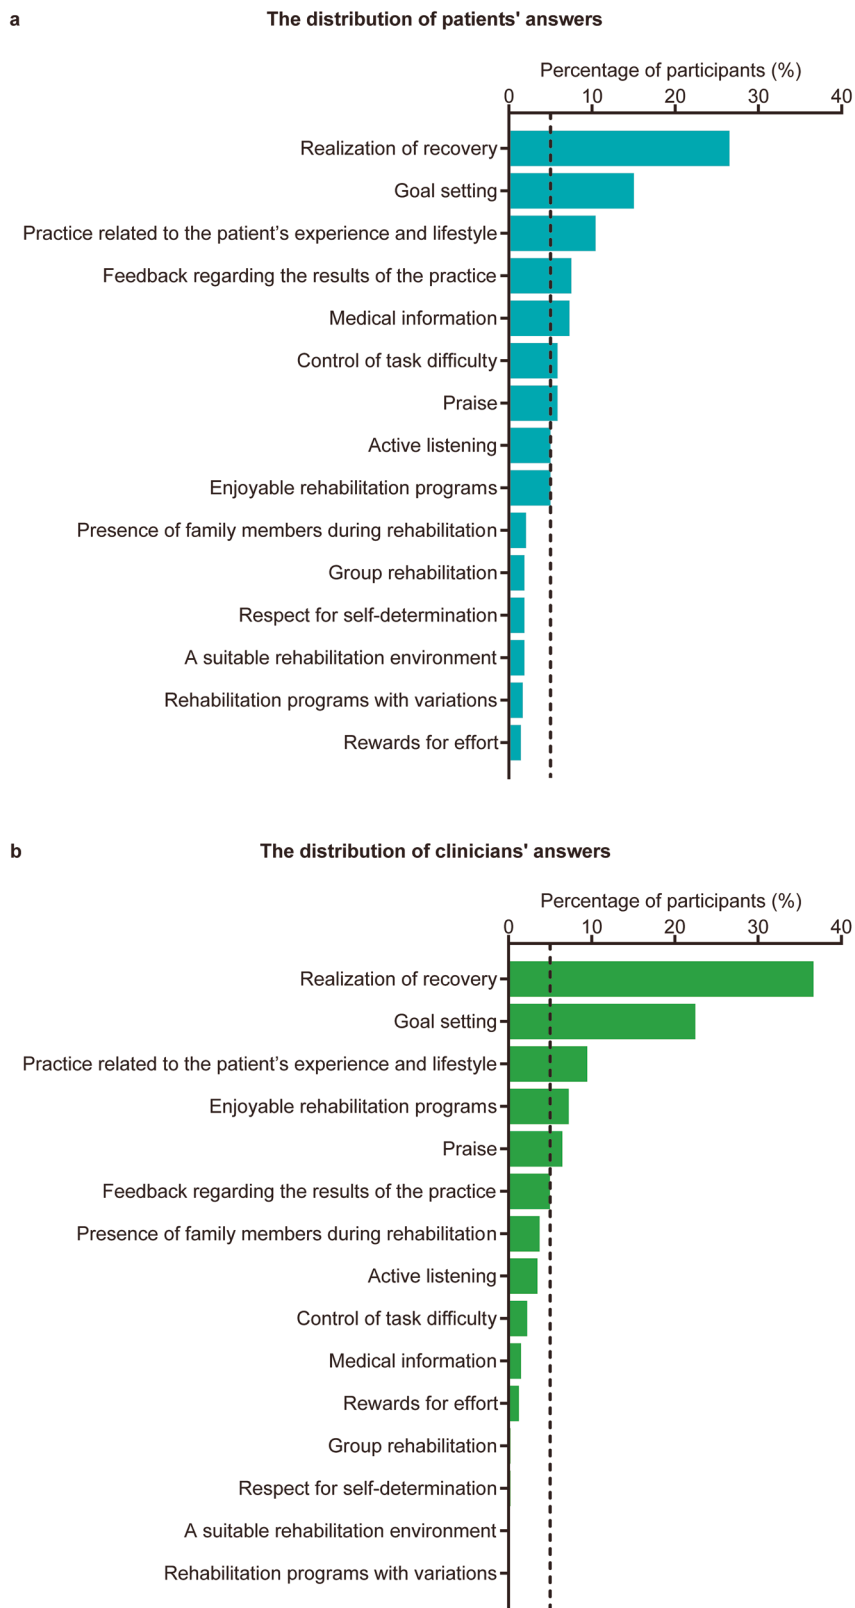 a
The distribution of patients' answers
Percentage of participants (%)
0 10 20 30 40
Realization of recovery
Goal setting
Practice related to the patient’s experience and lifestyle
Feedback regarding the results of the practice
Medical information
Control of task difficulty
Praise
Active listening
Enjoyable rehabilitation programs
Presence of family members during rehabilitation
Group rehabilitation
Respect for self-determination
A suitable rehabilitation environment
Rehabilitation programs with variations
Rewards for effort
b
The distribution of clinicians' answers
Percentage of participants (%)
0 10 20 30 40
Realization of recovery
Goal setting
Practice related to the patient’s experience and lifestyle
Enjoyable rehabilitation programs
Praise
Feedback regarding the results of the practice
Presence of family members during rehabilitation
Active listening
Control of task difficulty
Medical information
Rewards for effort
Group rehabilitation
Respect for self-determination
A suitable rehabilitation environment
Rehabilitation programs with variations